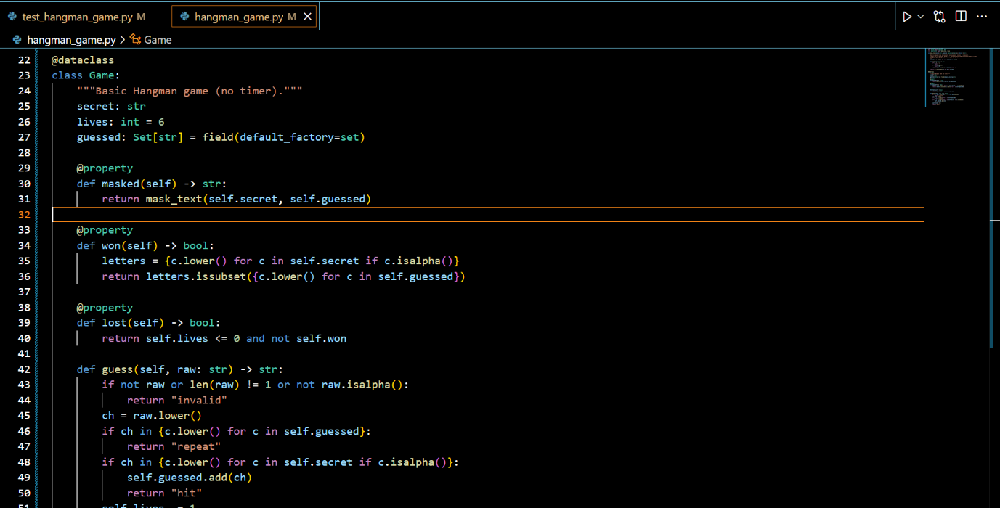 test_hangman_game.py M
hangman_game.py M
hangman_game.py > Game
22 @dataclass
23 class Game:
24     """Basic Hangman game (no timer)."""
25     secret: str
26     lives: int = 6
27     guessed: Set[str] = field(default_factory=set)
28
29     @property
30     def masked(self) -> str:
31         return mask_text(self.secret, self.guessed)
32
33     @property
34     def won(self) -> bool:
35         letters = {c.lower() for c in self.secret if c.isalpha()}
36         return letters.issubset({c.lower() for c in self.guessed})
37
38     @property
39     def lost(self) -> bool:
40         return self.lives <= 0 and not self.won
41
42     def guess(self, raw: str) -> str:
43         if not raw or len(raw) != 1 or not raw.isalpha():
44             return "invalid"
45         ch = raw.lower()
46         if ch in {c.lower() for c in self.guessed}:
47             return "repeat"
48         if ch in {c.lower() for c in self.secret if c.isalpha()}:
49             self.guessed.add(ch)
50             return "hit"